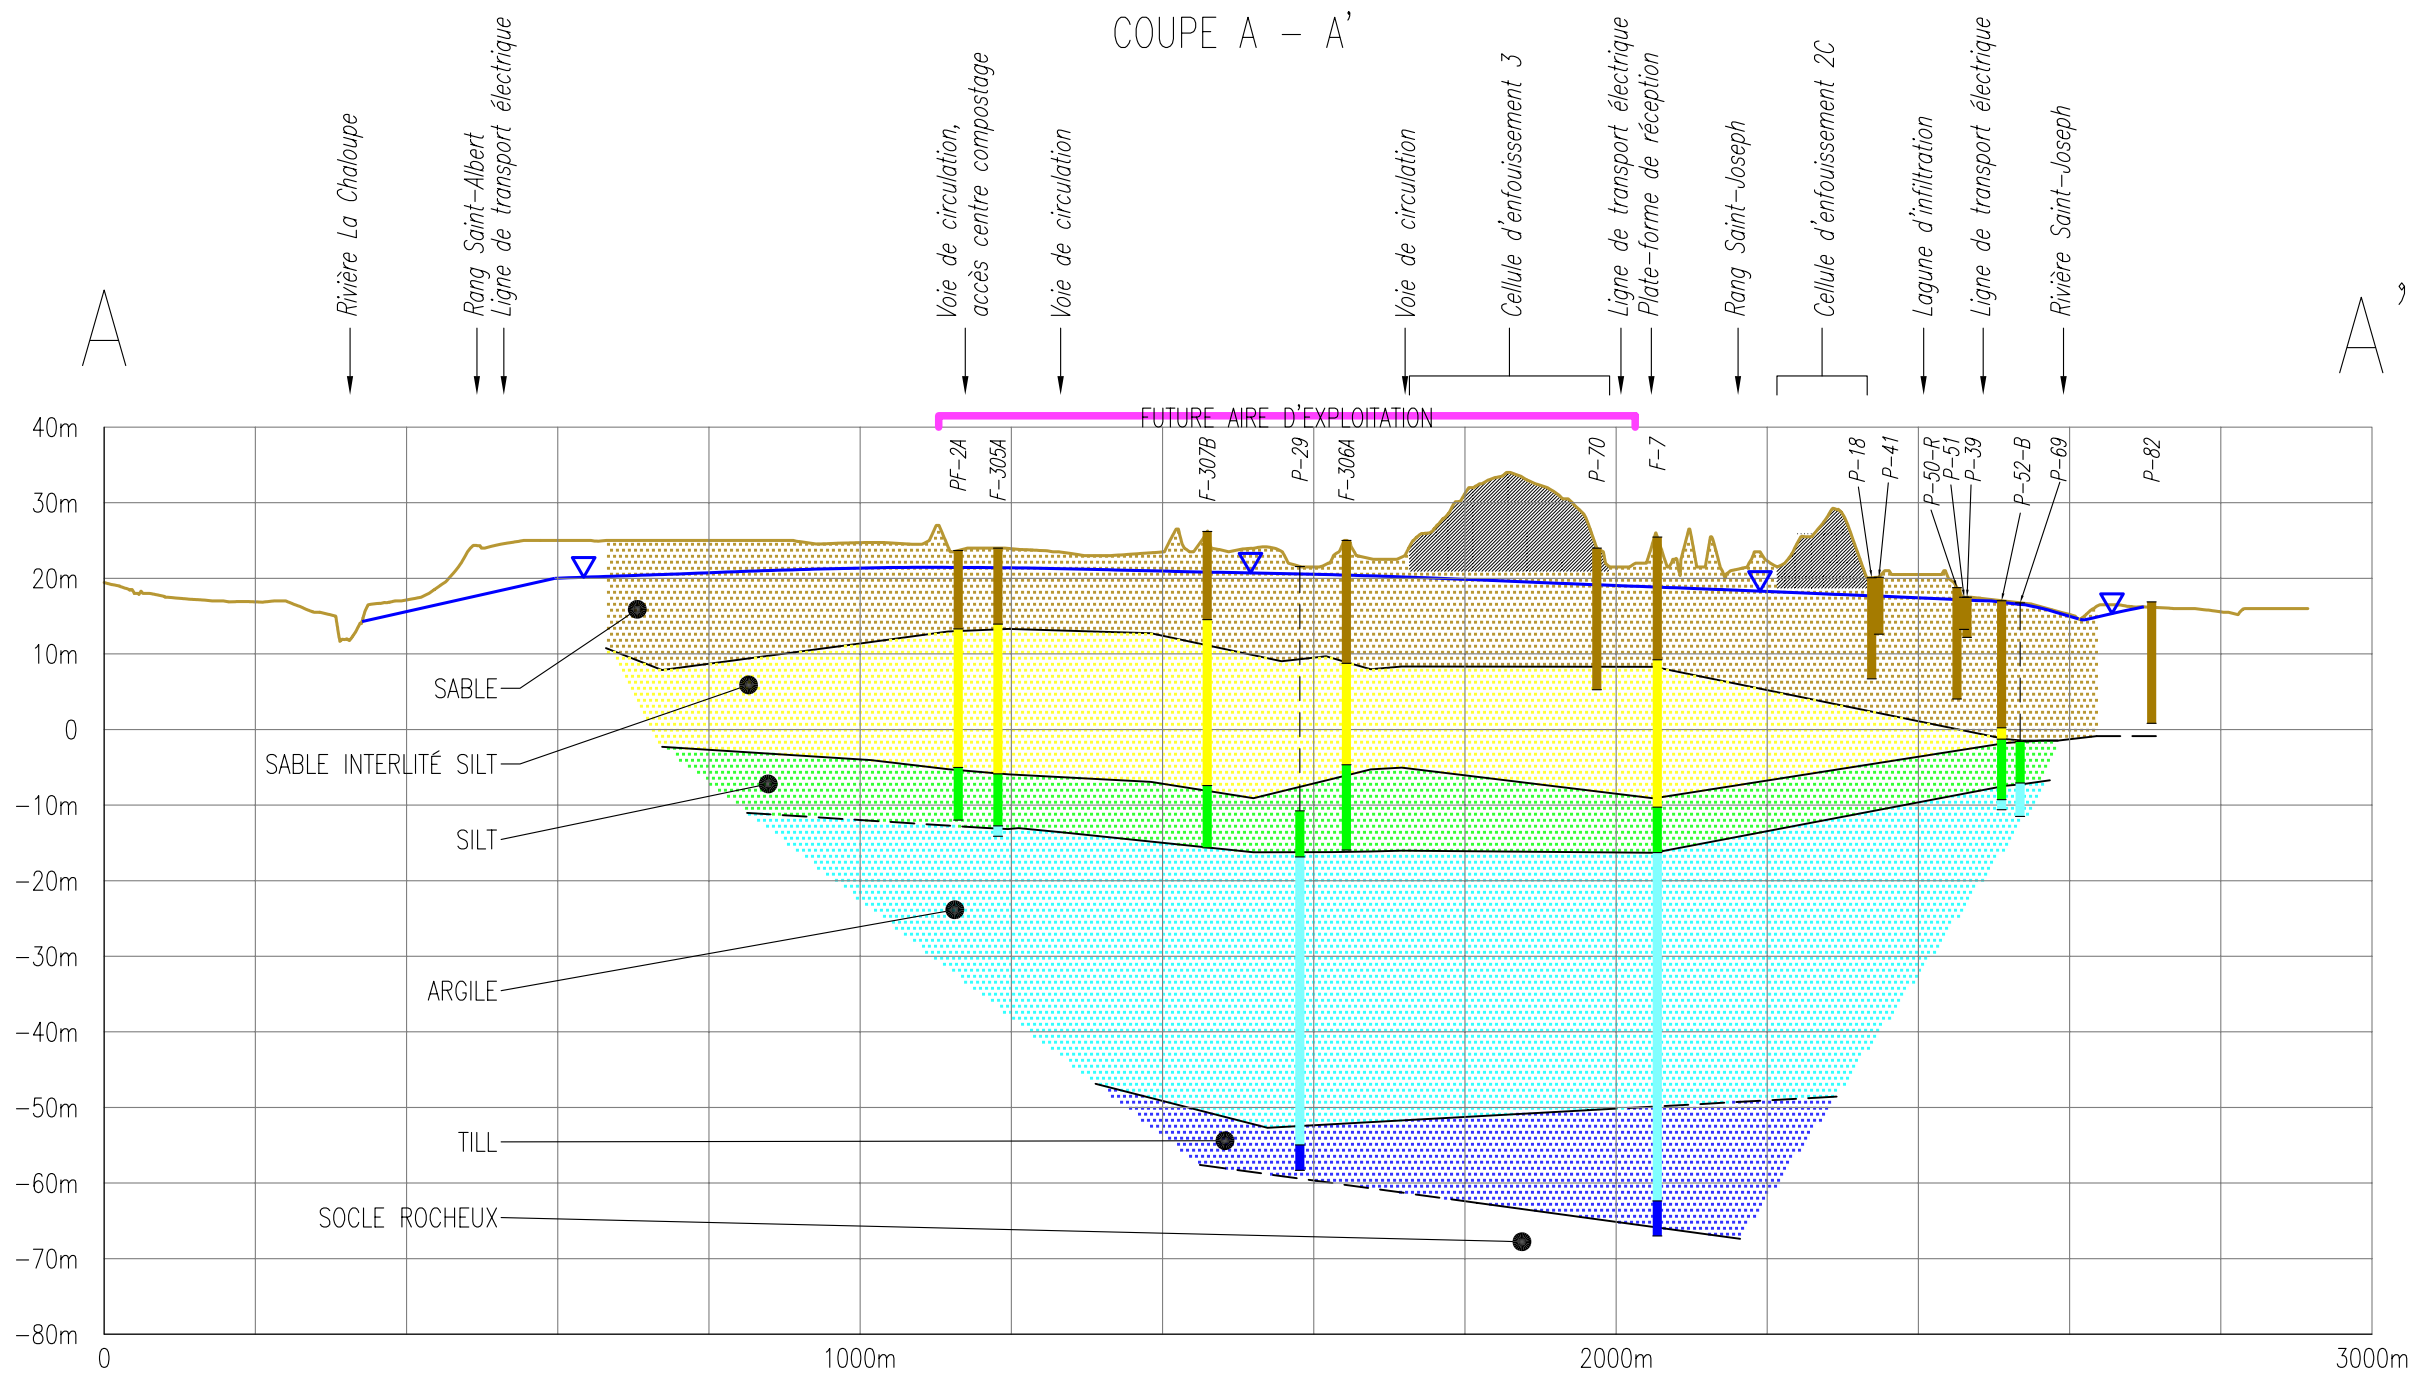 COUPE A - A'
Rivière La Chaloupe
Rang Saint-Albert
Ligne de transport électrique
Voie de circulation,
accès centre compostage
Voie de circulation
Voie de circulation
Cellule d'enfouissement 3
Ligne de transport électrique
Plate-forme de réception
Rang Saint-Joseph
Cellule d'enfouissement 2C
Lagune d'infiltration
Ligne de transport électrique
Rivière Saint-Joseph
A
A'
FUTURE AIRE D'EXPLOITATION
PF-2A
F-305A
F-307B
P-29
F-306A
P-70
F-7
P-18
P-41
P-50-R
P-51
P-39
P-52-B
P-69
P-82
40m
30m
20m
10m
0
-10m
-20m
-30m
-40m
-50m
-60m
-70m
-80m
SABLE
SABLE INTERLITÉ SILT
SILT
ARGILE
TILL
SOCLE ROCHEUX
0
1000m
2000m
3000m